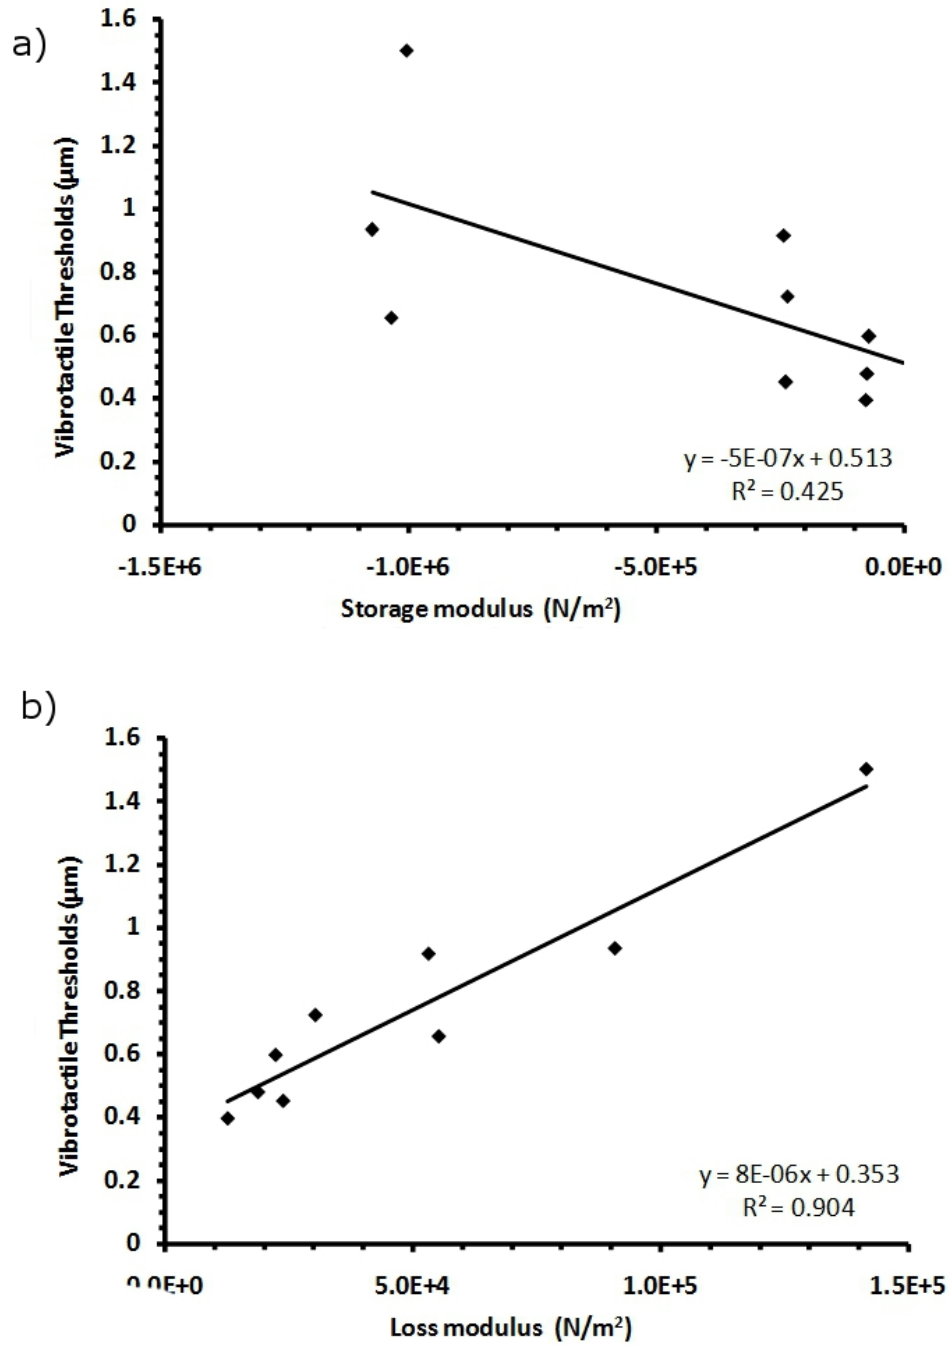 a)
1.6
1.4
1.2
1
0.8
0.6
0.4
0.2
0
Vibrotactile Thresholds (µm)
y = -5E-07x + 0.513
R² = 0.425
-1.5E+6 -1.0E+6 -5.0E+5 0.0E+0
Storage modulus (N/m²)
b)
1.6
1.4
1.2
1
0.8
0.6
0.4
0.2
0
Vibrotactile Thresholds (µm)
y = 8E-06x + 0.353
R² = 0.904
0.0E+0 5.0E+4 1.0E+5 1.5E+5
Loss modulus (N/m²)